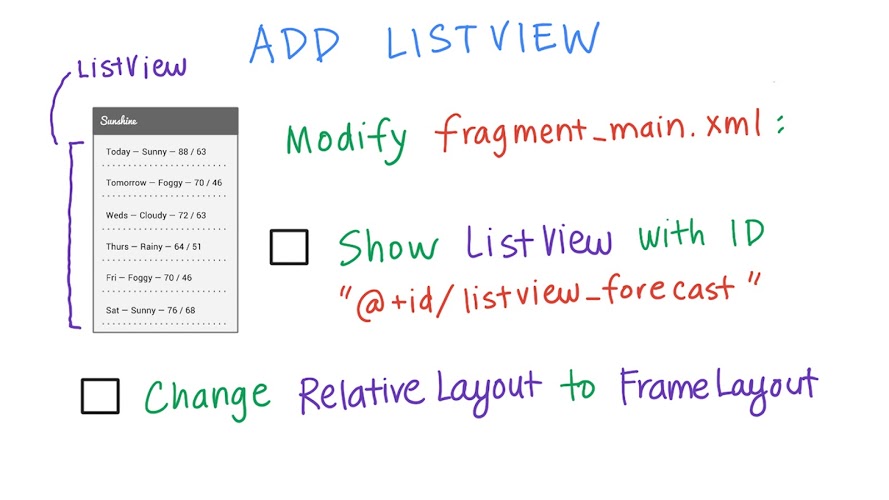 ADD LISTVIEW
ListView
Sunshine
Today – Sunny – 88 / 63
Tomorrow – Foggy – 70 / 46
Weds – Cloudy – 72 / 63
Thurs – Rainy – 64 / 51
Fri – Foggy – 70 / 46
Sat – Sunny – 76 / 68
Modify fragment_main.xml :
Show ListView with ID
"@+id/listview_forecast"
Change RelativeLayout to FrameLayout